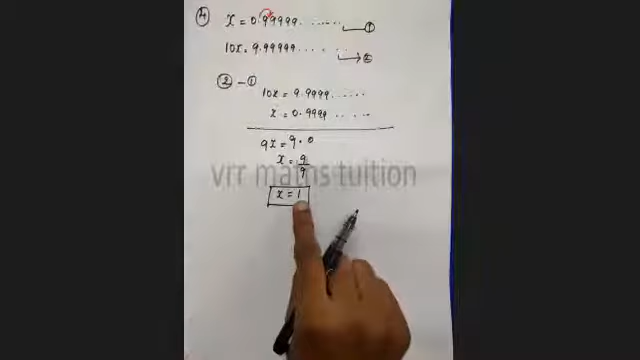 4 x = 0.99999....... ①
10x = 9.99999..... → ②
② - ①
10x = 9.9999......
x = 0.9999......
9x = 9.0
x = 9/9
vrr maths tuition
x = 1